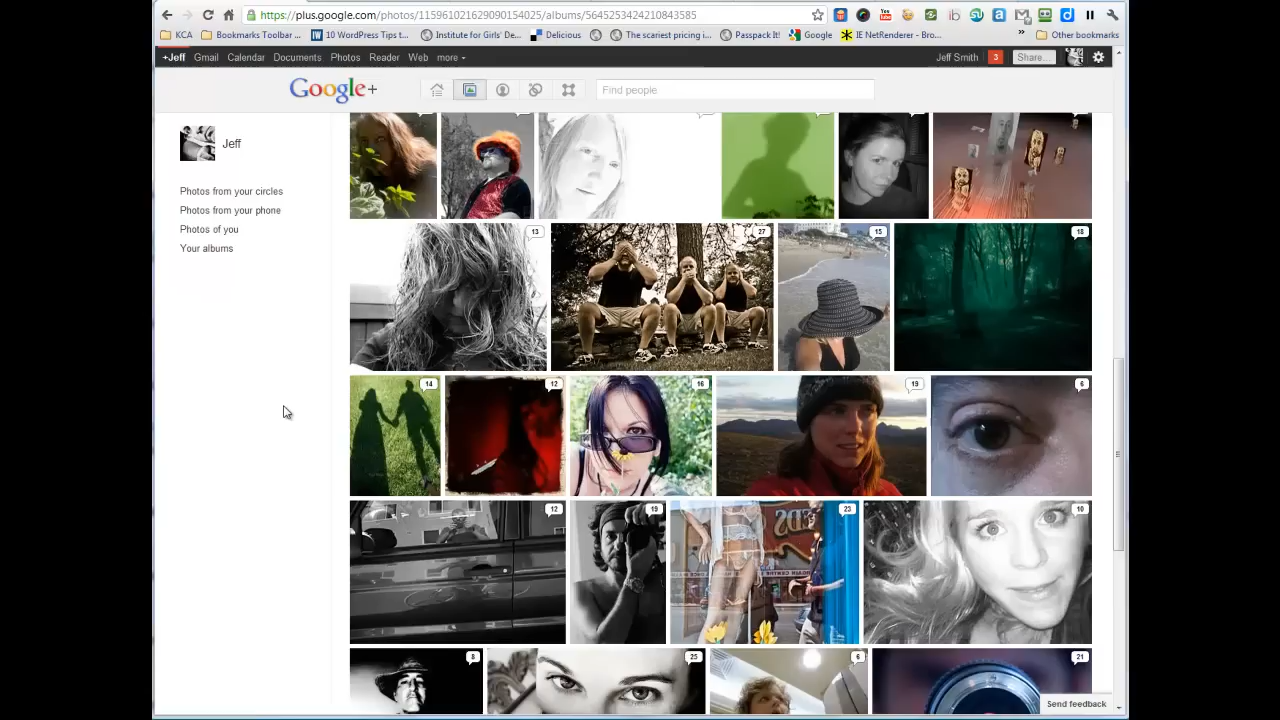 https://plus.google.com/photos/115961021629090154025/albums/5645253424210843585
KCA Bookmarks Toolbar ... 10 WordPress Tips t... Institute for Girls' De... Delicious The scariest pricing i... Passpack It! Google IE NetRenderer - Bro... » Other bookmarks
+Jeff Gmail Calendar Documents Photos Reader Web more Jeff Smith 3 Share...
Google+ Find people
Jeff
Photos from your circles
Photos from your phone
Photos of you
Your albums
13 27 15 18
14 12 16 19 6
12 19 23 10
8 25 6 21
Send feedback